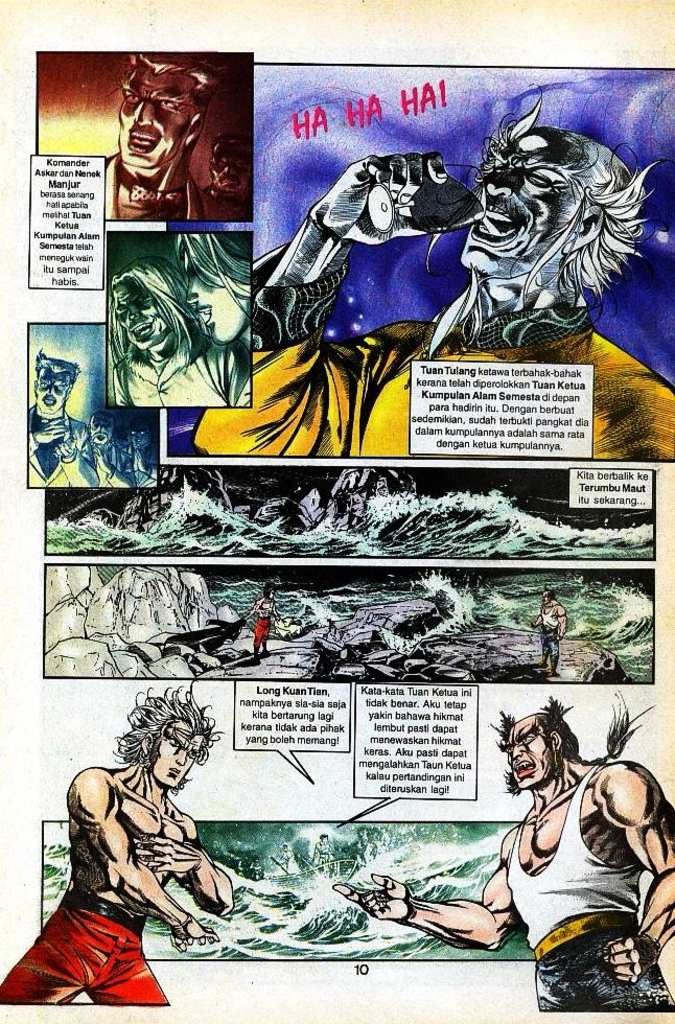 HA HA HA!
Komander
Askar dan Nenek
Manjur
berasa senang
hati apabila
melihat Tuan
Ketua
Kumpulan Alam
Semesta telah
meneguk wain
itu sampai
habis.
Tuan Tulang ketawa terbahak-bahak
kerana telah diperolokkan Tuan Ketua
Kumpulan Alam Semesta di depan
para hadirin itu. Dengan berbuat
sedemikian, sudah terbukti pangkat dia
dalam kumpulannya adalah sama rata
dengan ketua kumpulannya.
Kita berbalik ke
Terumbu Maut
itu sekarang...
Long KuanTien,
nampaknya sia-sia saja
kita bertarung lagi
kerana tidak ada pihak
yang boleh memang!
Kata-kata Tuan Ketua ini
tidak benar. Aku tetap
yakin bahawa hikmat
lembut pasti dapat
menewaskan hikmat
keras. Aku pasti dapat
mengalahkan Tuan Ketua
kalau pertandingan ini
diteruskan lagi!
10